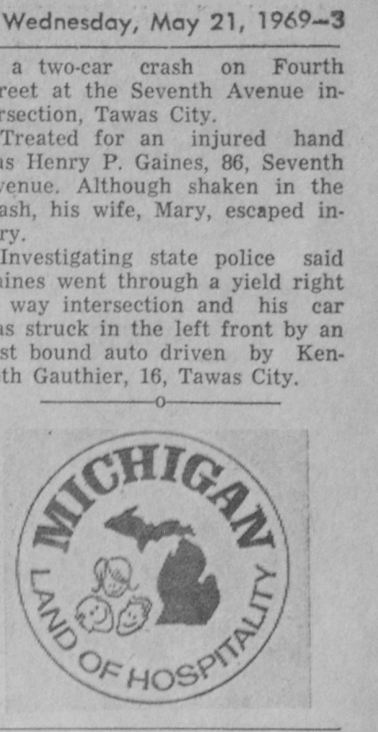 Wednesday, May 21, 1969—3
a two-car crash on Fourth
reet at the Seventh Avenue in-
rsection, Tawas City.
Treated for an injured hand
as Henry P. Gaines, 86, Seventh
venue. Although shaken in the
ash, his wife, Mary, escaped in-
ry.
Investigating state police said
aines went through a yield right
way intersection and his car
as struck in the left front by an
st bound auto driven by Ken-
th Gauthier, 16, Tawas City.
MICHIGAN
LAND OF HOSPITALITY